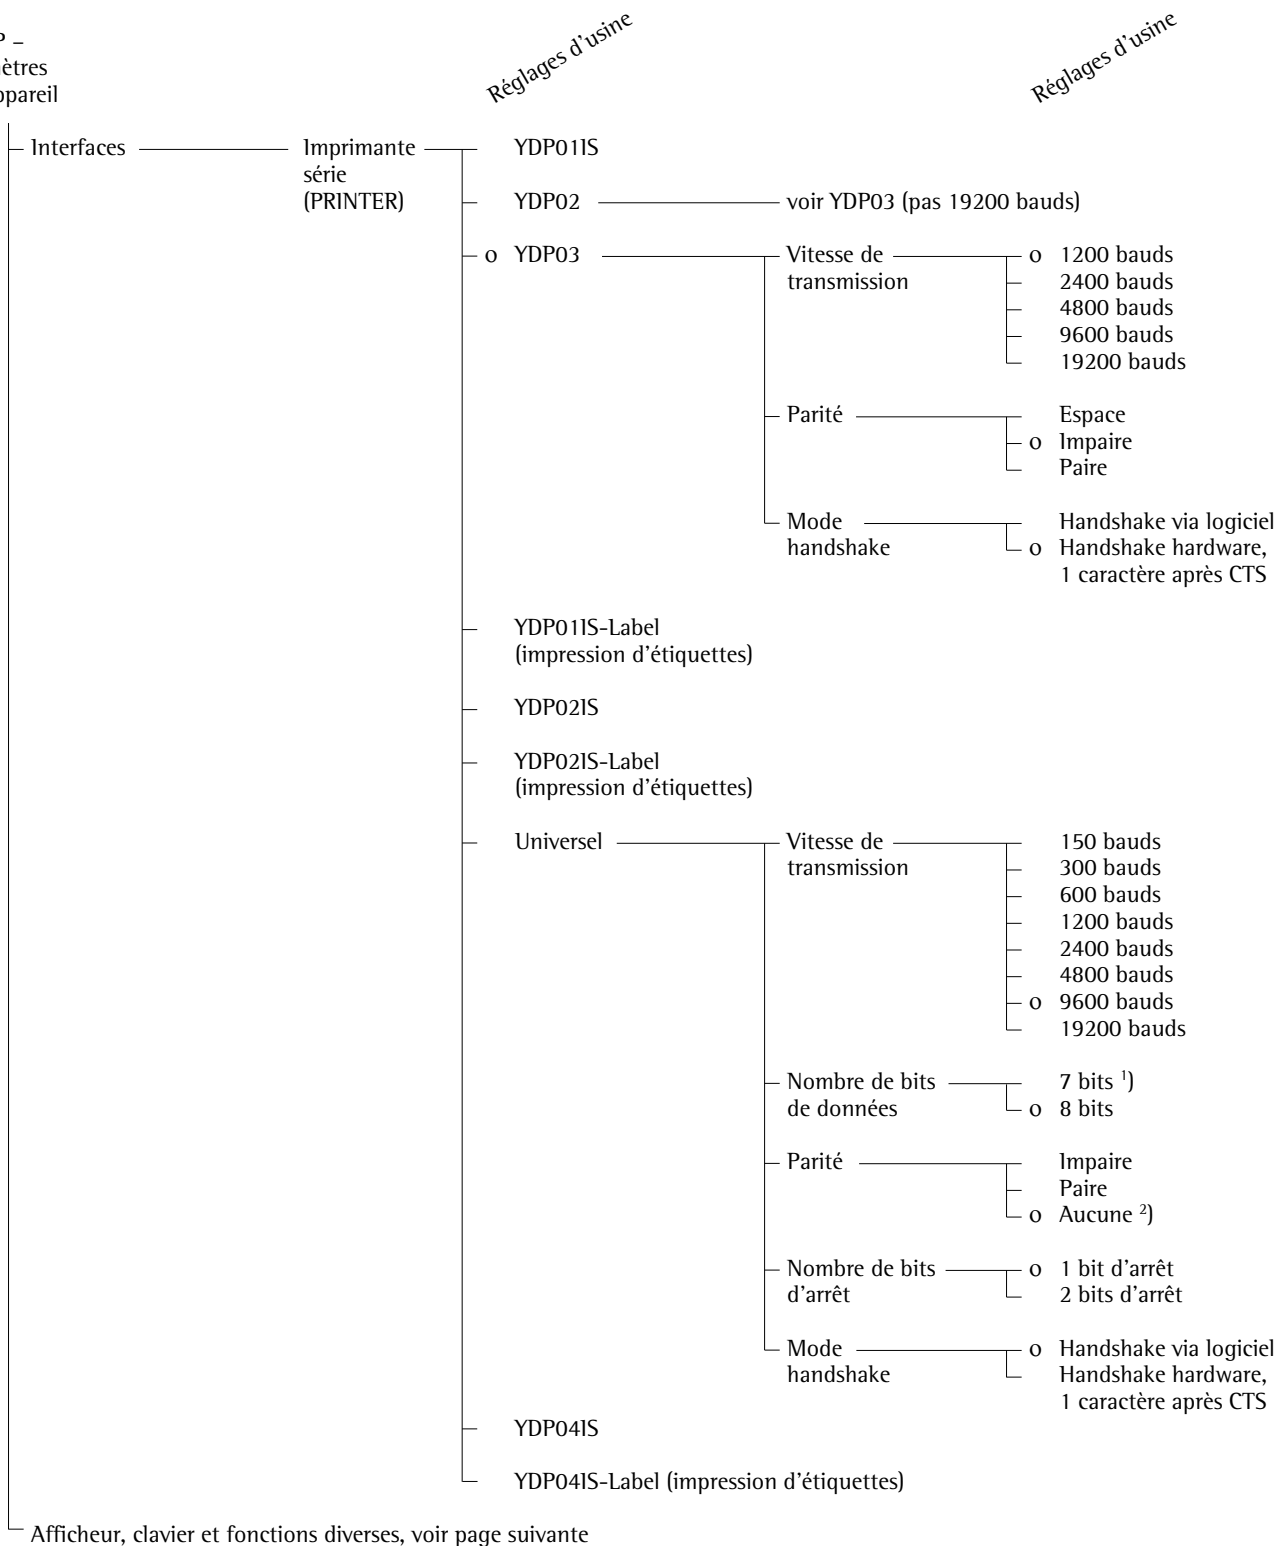 P –
ètres
ppareil
Réglages d'usine
Réglages d'usine
Interfaces
Imprimante
série
(PRINTER)
YDP01IS
YDP02
voir YDP03 (pas 19200 bauds)
o YDP03
Vitesse de
transmission
o 1200 bauds
2400 bauds
4800 bauds
9600 bauds
19200 bauds
Parité
Espace
o Impaire
Paire
Mode
handshake
Handshake via logiciel
o Handshake hardware,
1 caractère après CTS
YDP01IS-Label
(impression d'étiquettes)
YDP02IS
YDP02IS-Label
(impression d'étiquettes)
Universel
Vitesse de
transmission
150 bauds
300 bauds
600 bauds
1200 bauds
2400 bauds
4800 bauds
o 9600 bauds
19200 bauds
Nombre de bits
de données
7 bits ¹)
o 8 bits
Parité
Impaire
Paire
o Aucune ²)
Nombre de bits
d'arrêt
o 1 bit d'arrêt
2 bits d'arrêt
Mode
handshake
o Handshake via logiciel
Handshake hardware,
1 caractère après CTS
YDP04IS
YDP04IS-Label (impression d'étiquettes)
Afficheur, clavier et fonctions diverses, voir page suivante